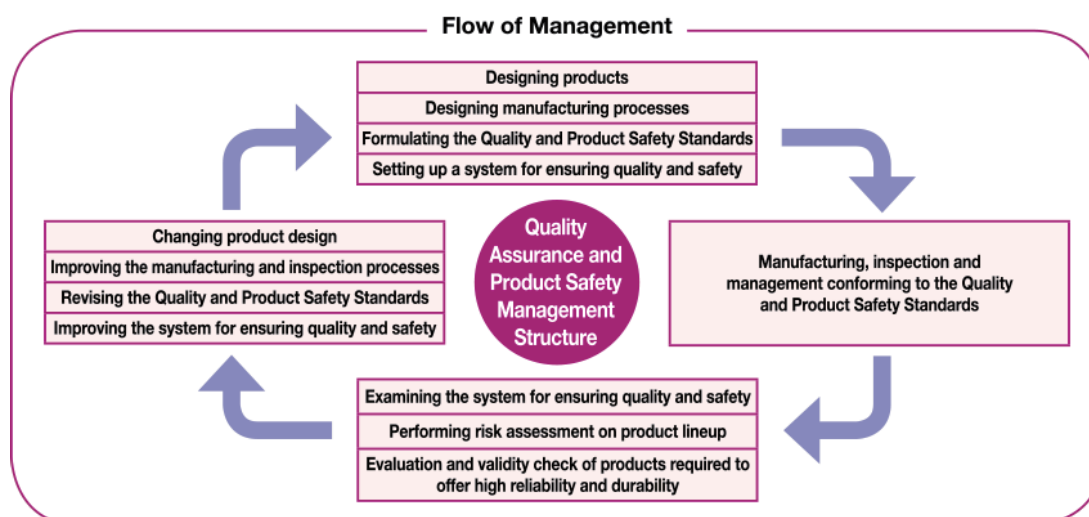 Flow of Management
Designing products
Designing manufacturing processes
Formulating the Quality and Product Safety Standards
Setting up a system for ensuring quality and safety
Changing product design
Improving the manufacturing and inspection processes
Revising the Quality and Product Safety Standards
Improving the system for ensuring quality and safety
Quality
Assurance and
Product Safety
Management
Structure
Manufacturing, inspection and
management conforming to the Quality
and Product Safety Standards
Examining the system for ensuring quality and safety
Performing risk assessment on product lineup
Evaluation and validity check of products required to
offer high reliability and durability